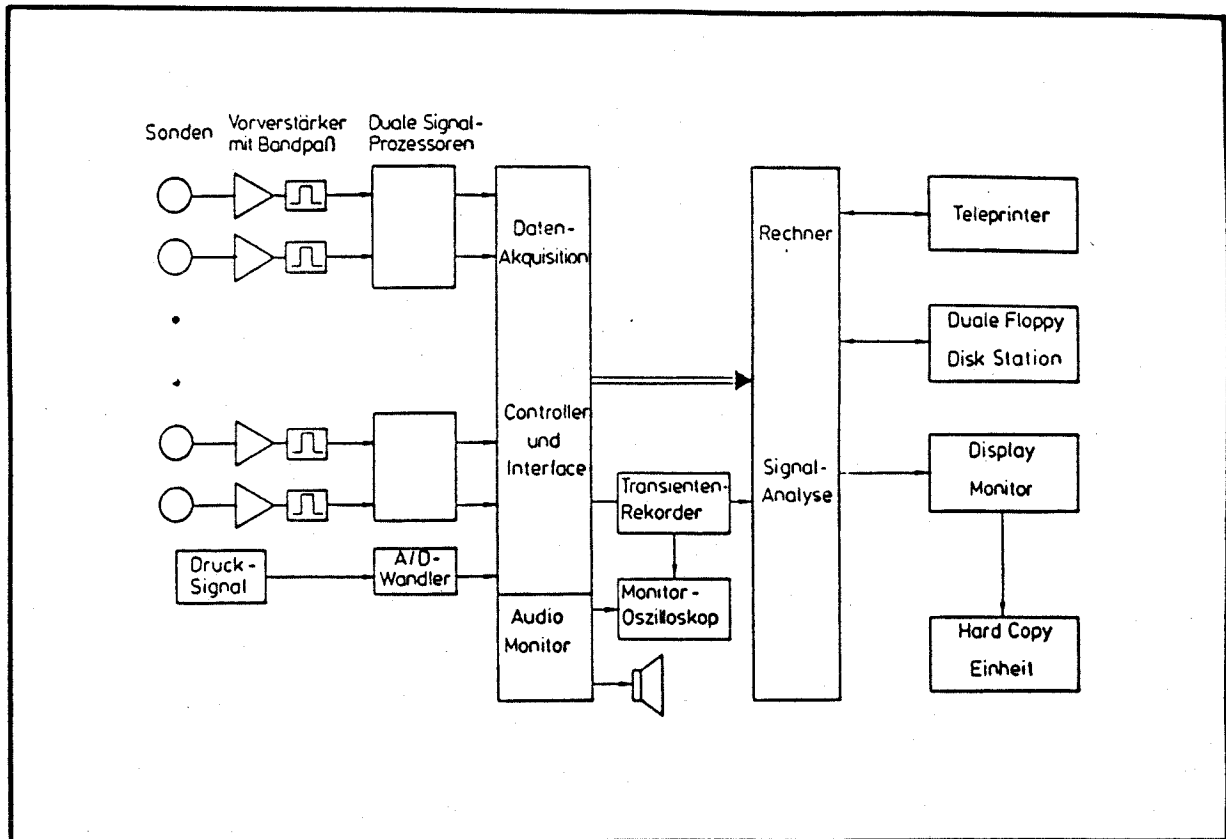 Sonden
Vorverstärker
mit Bandpaß
Duale Signal-
Prozessoren
Daten-
Akquisition
Controller
und
Interface
Audio
Monitor
Druck-
Signal
A/D-
Wandler
Transienten-
Rekorder
Monitor-
Oszilloskop
Rechner
Signal-
Analyse
Teleprinter
Duale Floppy
Disk Station
Display
Monitor
Hard Copy
Einheit